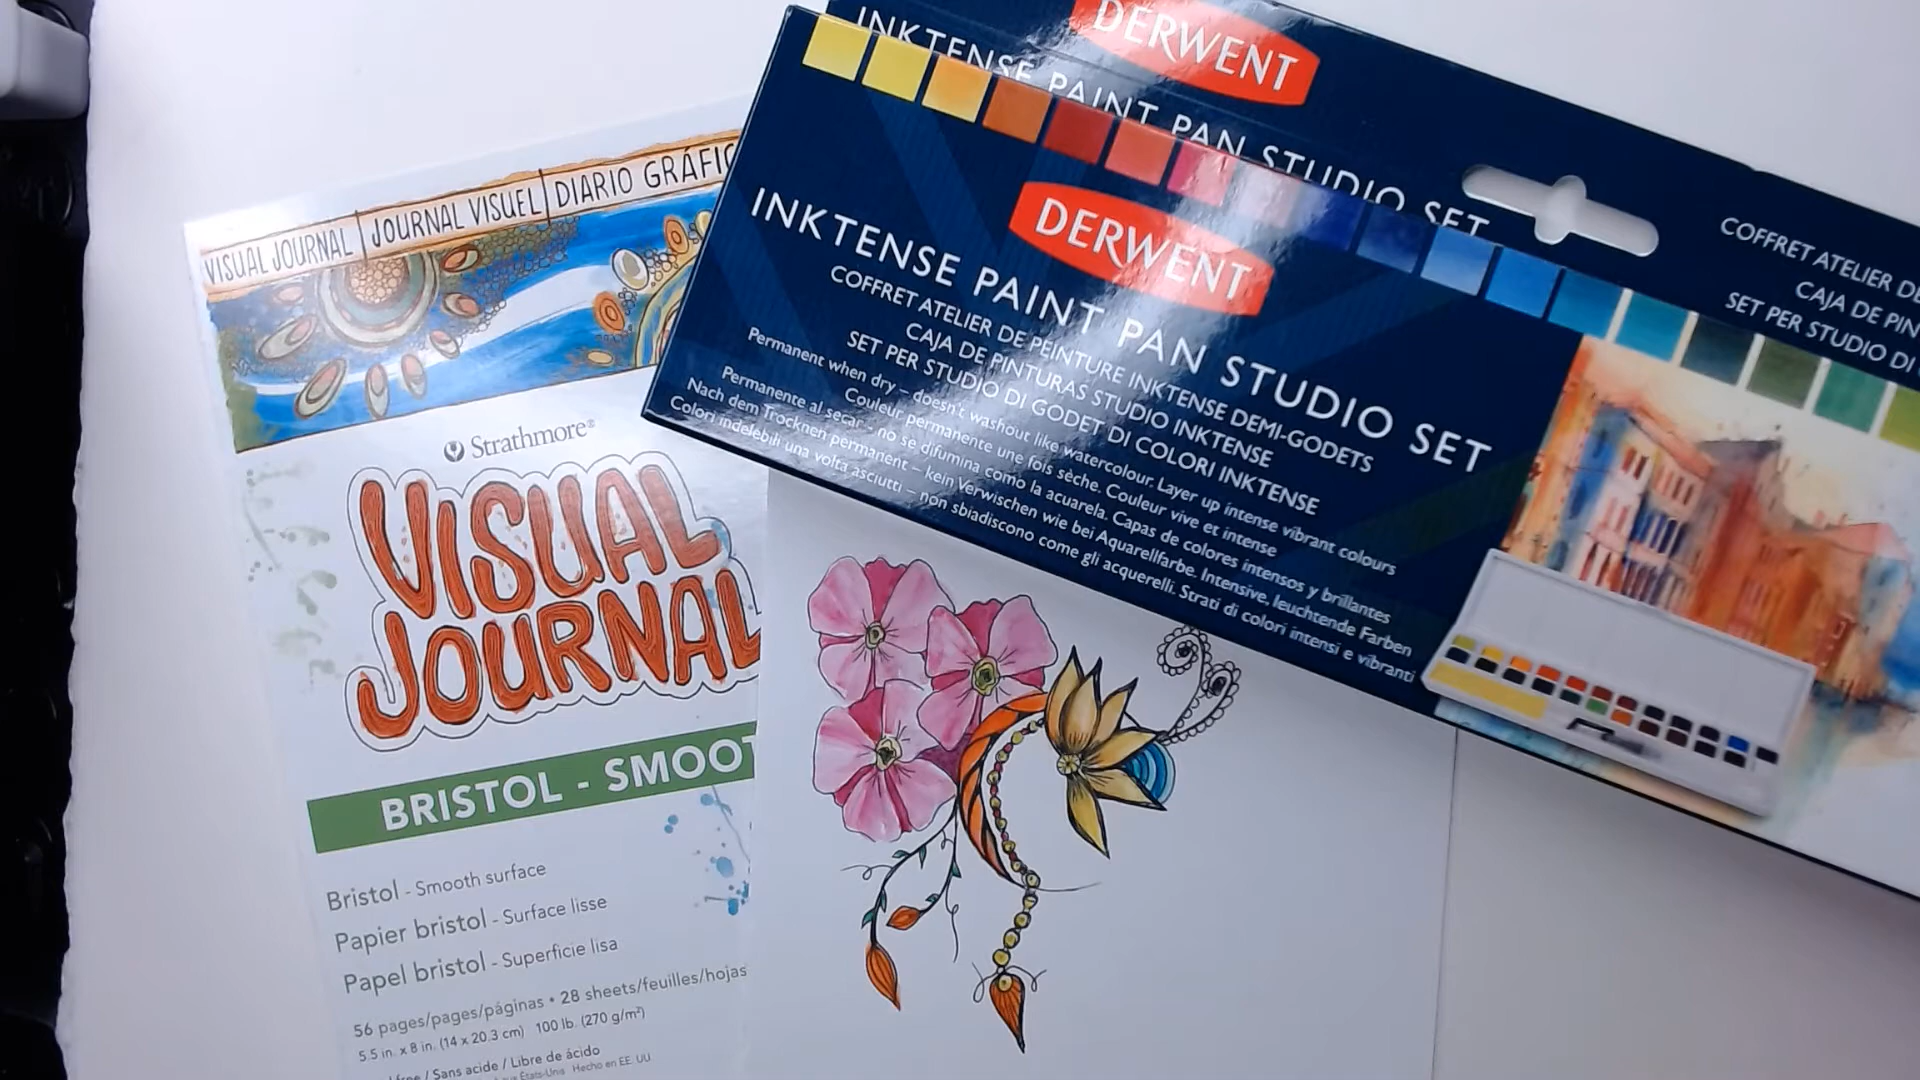 DERWENT
INKTENSE PAINT PAN STUDIO SET
COFFRET ATELIER DE
CAJA DE PIN
SET PER STUDIO DI
DERWENT
INKTENSE PAINT PAN STUDIO SET
COFFRET ATELIER DE PEINTURE INKTENSE DEMI-GODETS
CAJA DE PINTURAS STUDIO INKTENSE
SET PER STUDIO DI GODET DI COLORI INKTENSE
Permanent when dry – doesn't washout like watercolour. Layer up intense vibrant colours
Couleur permanente une fois sèche. Couleur vive et intense
Permanente al secar - no se difumina como la acuarela. Capas de colores intensos y brillantes
Nach dem Trocknen permanent – kein Verwischen wie bei Aquarellfarbe. Intensive, leuchtende Farben
Colori indelebili una volta asciutti – non sbiadiscono come gli acquerelli. Strati di colori intensi e vibranti
VISUAL JOURNAL | JOURNAL VISUEL | DIARIO GRÁFIC
Strathmore®
VISUAL
JOURNAL
BRISTOL - SMOOT
Bristol - Smooth surface
Papier bristol - Surface lisse
Papel bristol - Superficie lisa
56 pages/pages/páginas • 28 sheets/feuilles/hojas
5.5 in. x 8 in. (14 x 20.3 cm) 100 lb. (270 g/m²)
free / Sans acide / Libre de ácido
États-Unis Hecho en EE. UU.